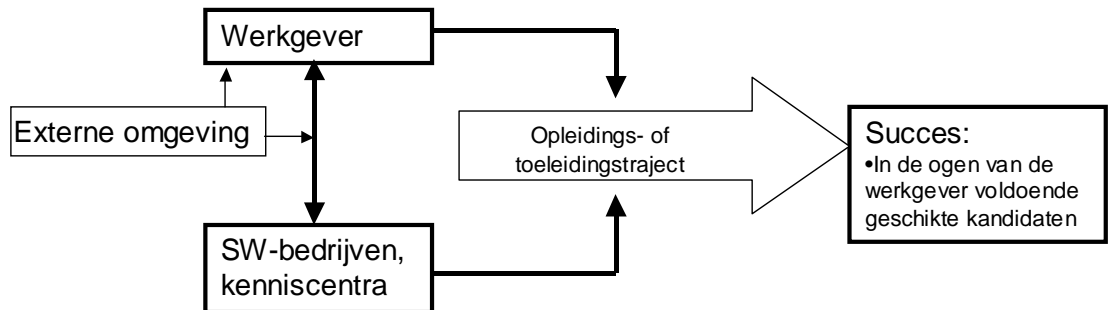 Werkgever
Externe omgeving
Opleidings- of
toeleidingstraject
Succes:
•In de ogen van de
werkgever voldoende
geschikte kandidaten
SW-bedrijven,
kenniscentra